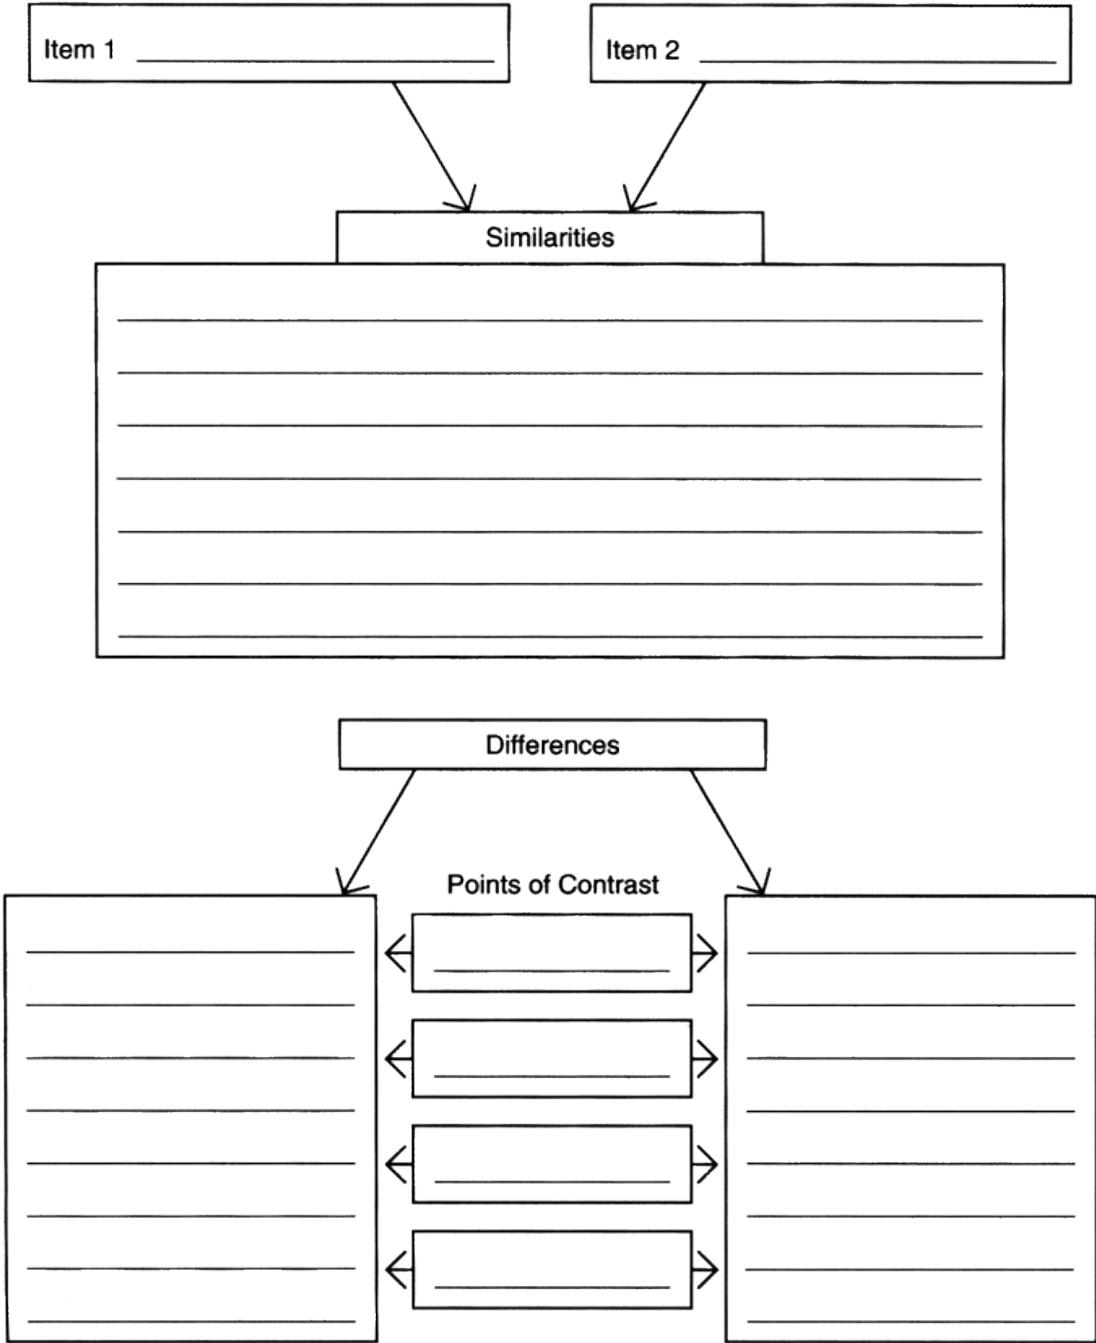 Item 1
Item 2
Similarities
Differences
Points of Contrast